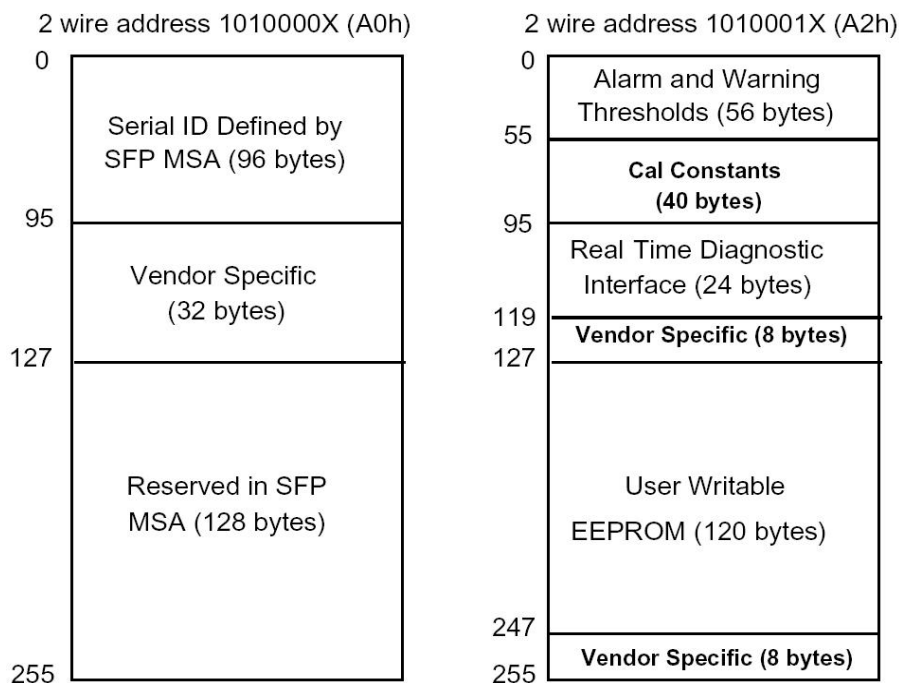 2 wire address 1010000X (A0h)
0
Serial ID Defined by
SFP MSA (96 bytes)
95
Vendor Specific
(32 bytes)
127
Reserved in SFP
MSA (128 bytes)
255
2 wire address 1010001X (A2h)
0
Alarm and Warning
Thresholds (56 bytes)
55
Cal Constants
(40 bytes)
95
Real Time Diagnostic
Interface (24 bytes)
119
Vendor Specific (8 bytes)
127
User Writable
EEPROM (120 bytes)
247
Vendor Specific (8 bytes)
255